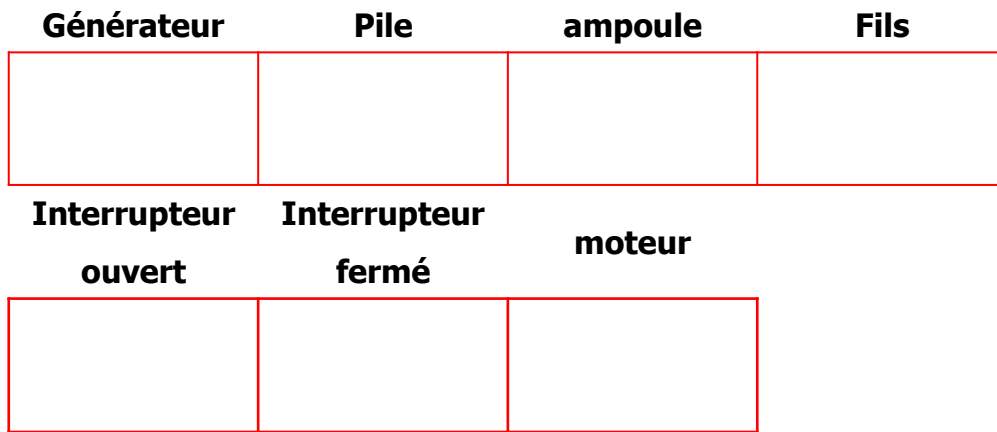 Générateur Pile ampoule Fils
Interrupteur Interrupteur
moteur
ouvert fermé